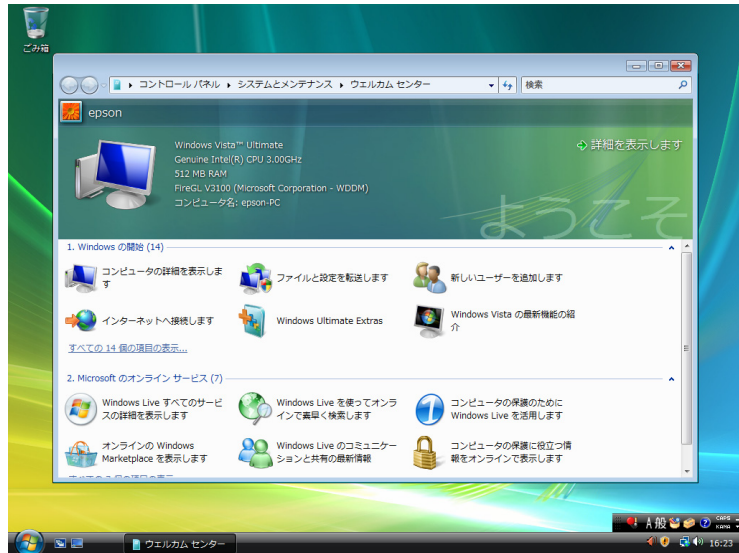 ごみ箱
コントロール パネル ▸ システムとメンテナンス ▸ ウエルカム センター
検索
epson
Windows Vista™ Ultimate
Genuine Intel(R) CPU 3.00GHz
512 MB RAM
FireGL V3100 (Microsoft Corporation - WDDM)
コンピュータ名: epson-PC
詳細を表示します
ようこそ
1. Windows の開始 (14)
コンピュータの詳細を表示しま
す
ファイルと設定を転送します
新しいユーザーを追加します
インターネットへ接続します
Windows Ultimate Extras
Windows Vista の最新機能の紹
介
すべての 14 個の項目の表示...
2. Microsoft のオンライン サービス (7)
Windows Live すべてのサービ
スの詳細を表示します
Windows Live を使ってオンラ
インで素早く検索します
コンピュータの保護のために
Windows Live を活用します
オンラインの Windows
Marketplace を表示します
Windows Live のコミュニケー
ションと共有の最新情報
コンピュータの保護に役立つ情
報をオンラインで表示します
A 般
CAPS
KANA
ウエルカム センター
16:23